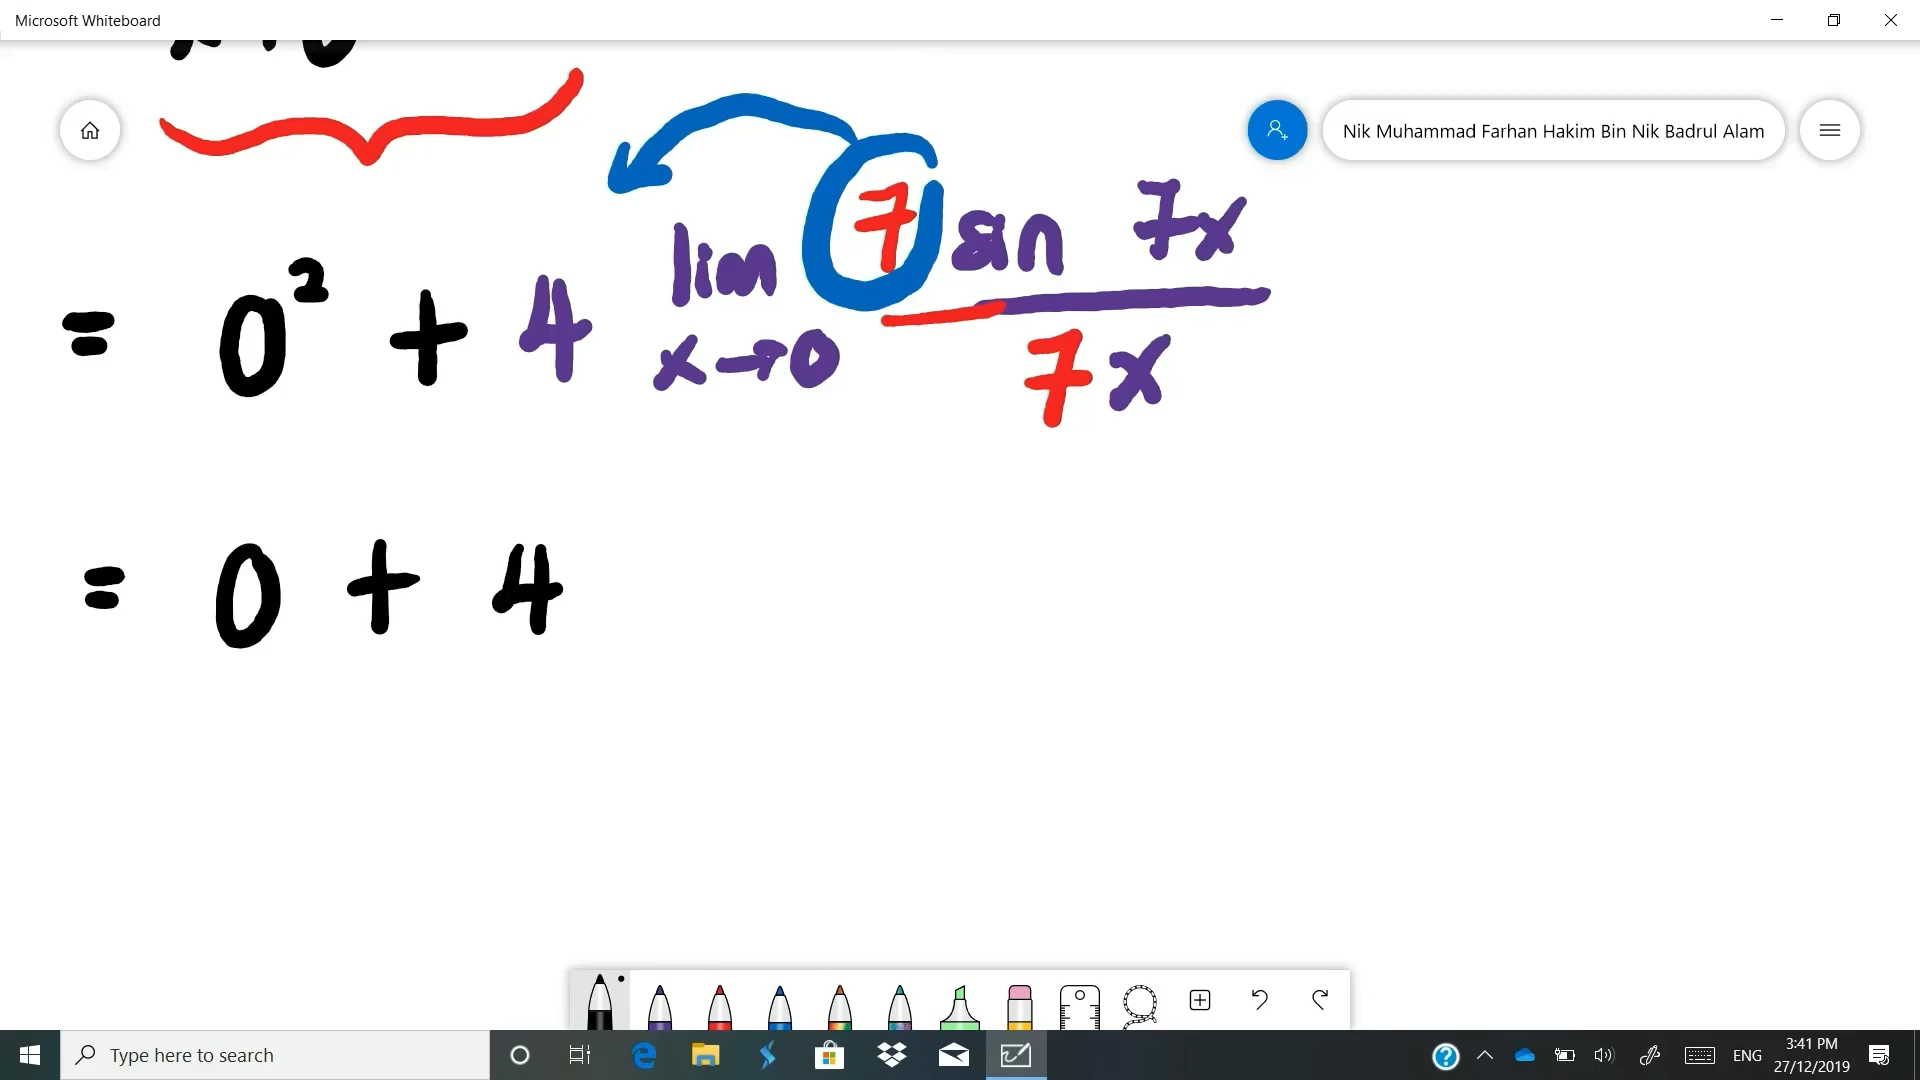 Microsoft Whiteboard
Nik Muhammad Farhan Hakim Bin Nik Badrul Alam
= 0² + 4 lim x→0 7 sin 7x / 7x
= 0 + 4
Type here to search
ENG
3:41 PM
27/12/2019